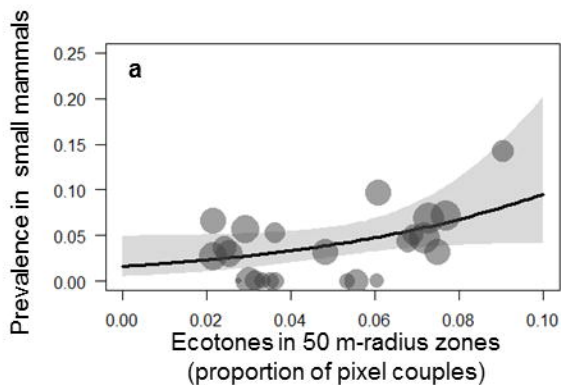 Prevalence in small mammals
a
0.25
0.20
0.15
0.10
0.05
0.00
0.00 0.02 0.04 0.06 0.08 0.10
Ecotones in 50 m-radius zones
(proportion of pixel couples)